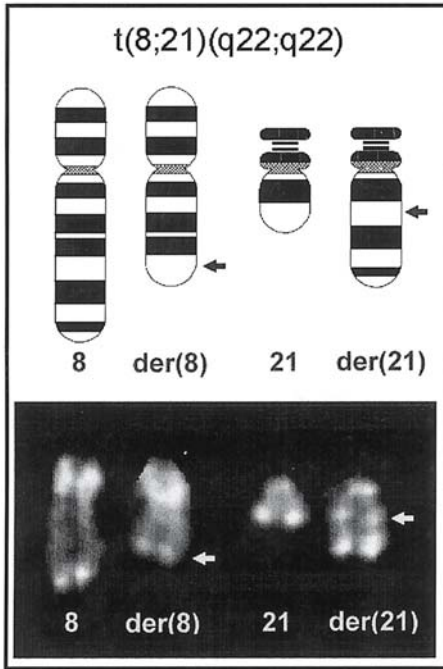 t(8;21)(q22;q22)
8 der(8) 21 der(21)
8 der(8) 21 der(21)